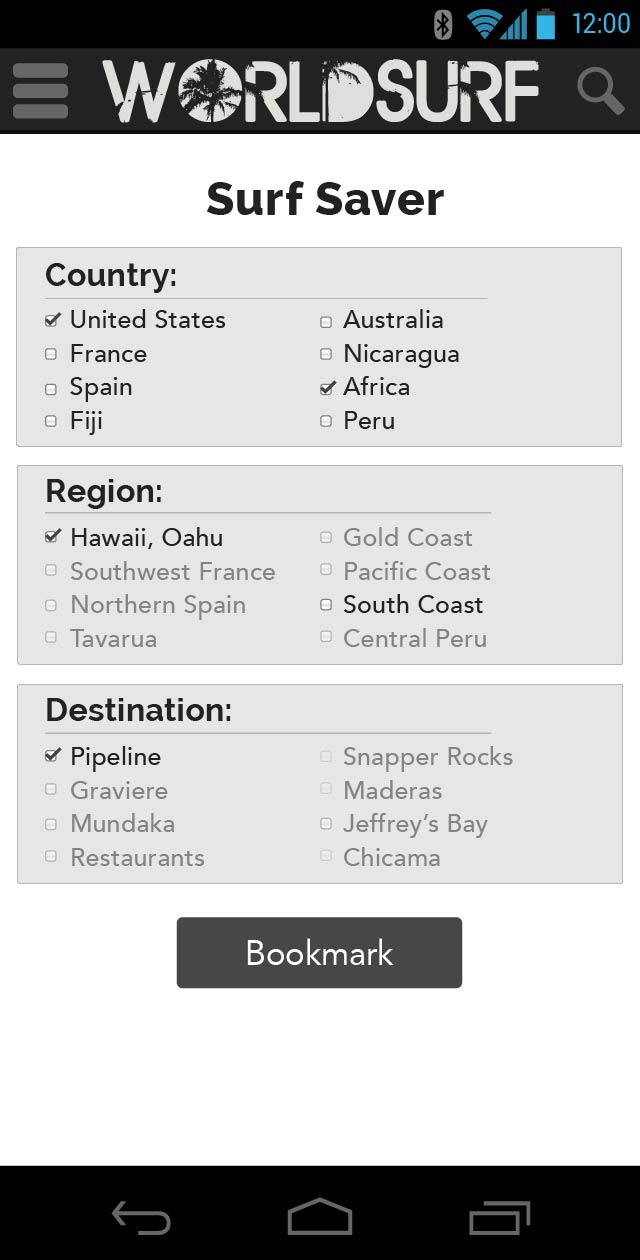 12:00
WORLDSURF
Surf Saver
Country:
United States
Australia
France
Nicaragua
Spain
Africa
Fiji
Peru
Region:
Hawaii, Oahu
Gold Coast
Southwest France
Pacific Coast
Northern Spain
South Coast
Tavarua
Central Peru
Destination:
Pipeline
Snapper Rocks
Graviere
Maderas
Mundaka
Jeffrey’s Bay
Restaurants
Chicama
Bookmark